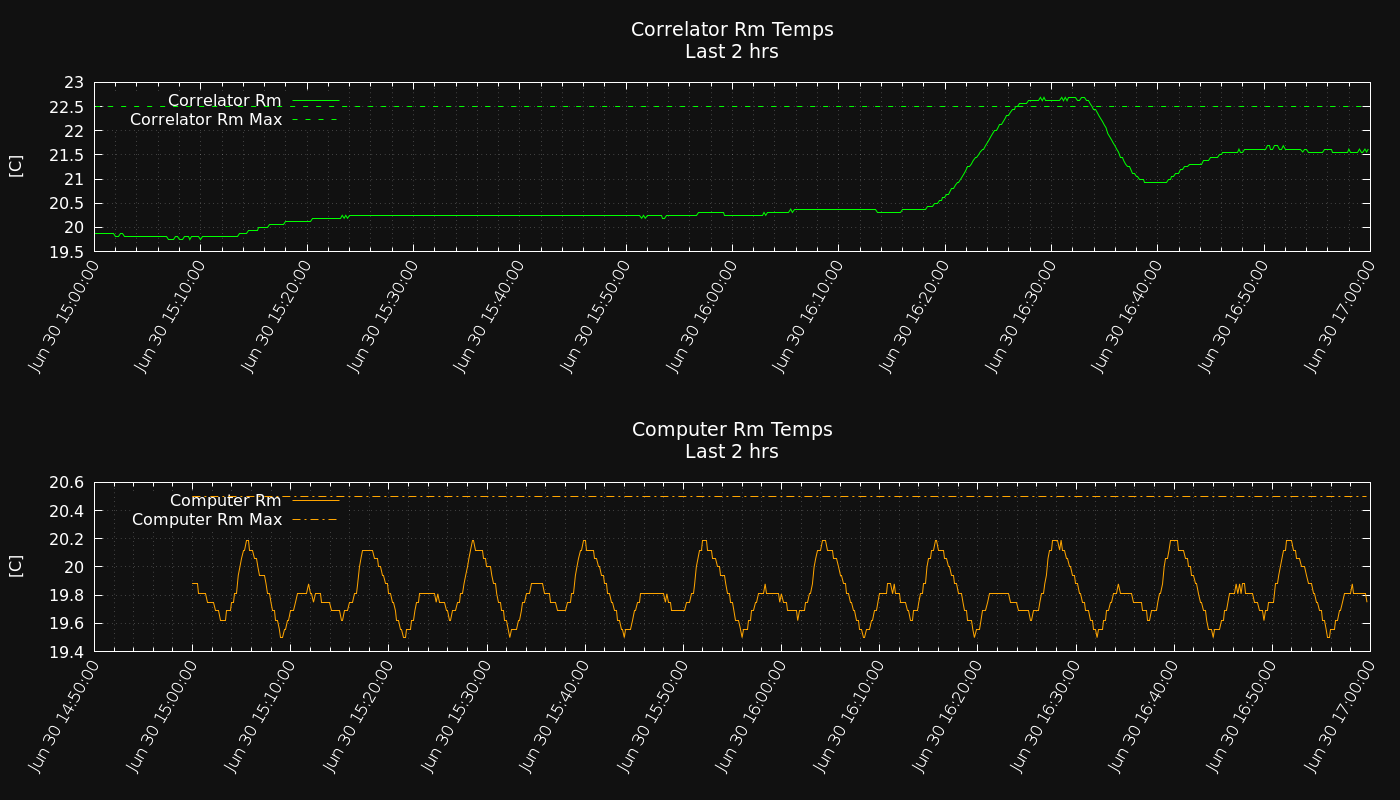 Correlator Rm Temps
Last 2 hrs
23
22.5
22
21.5
21
20.5
20
19.5
[C]
Correlator Rm
Correlator Rm Max
Jun 30 15:00:00
Jun 30 15:10:00
Jun 30 15:20:00
Jun 30 15:30:00
Jun 30 15:40:00
Jun 30 15:50:00
Jun 30 16:00:00
Jun 30 16:10:00
Jun 30 16:20:00
Jun 30 16:30:00
Jun 30 16:40:00
Jun 30 16:50:00
Jun 30 17:00:00
Computer Rm Temps
Last 2 hrs
20.6
20.4
20.2
20
19.8
19.6
19.4
[C]
Computer Rm
Computer Rm Max
Jun 30 14:50:00
Jun 30 15:00:00
Jun 30 15:10:00
Jun 30 15:20:00
Jun 30 15:30:00
Jun 30 15:40:00
Jun 30 15:50:00
Jun 30 16:00:00
Jun 30 16:10:00
Jun 30 16:20:00
Jun 30 16:30:00
Jun 30 16:40:00
Jun 30 16:50:00
Jun 30 17:00:00